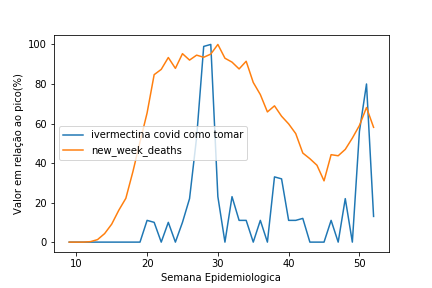 100
80
60
40
20
0
Valor em relação ao pico(%)
ivermectina covid como tomar
new_week_deaths
10
20
30
40
50
Semana Epidemiologica